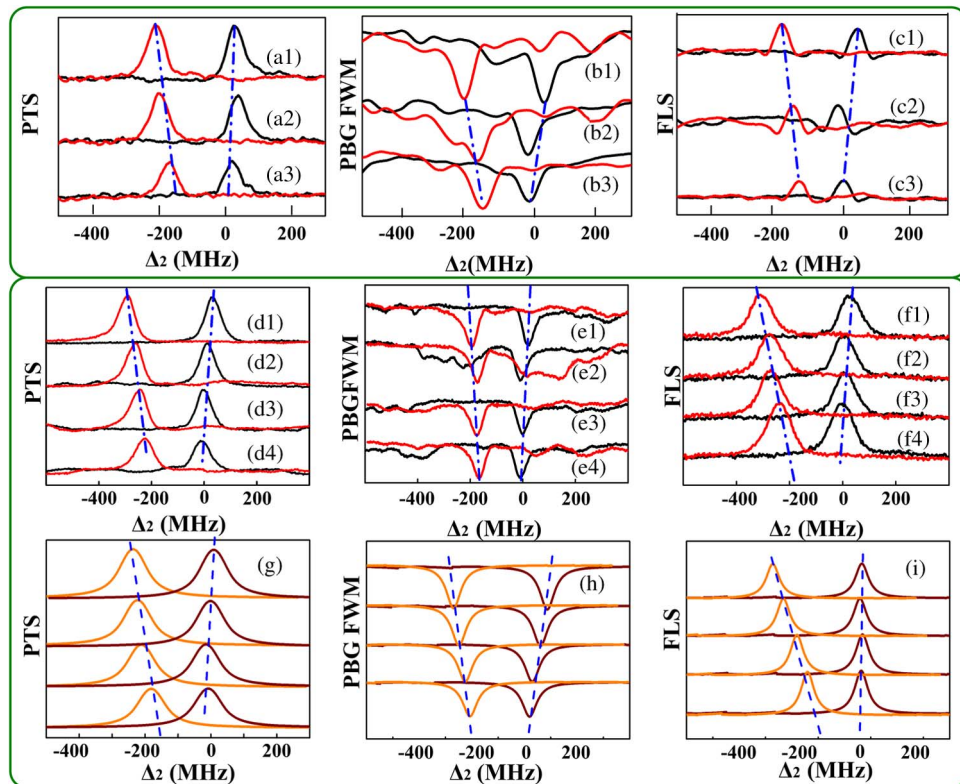 PTS
(a1)
(a2)
(a3)
-400 -200 0 200
Δ₂ (MHz)
PBG FWM
(b1)
(b2)
(b3)
-400 -200 0 200
Δ₂(MHz)
FLS
(c1)
(c2)
(c3)
-400 -200 0 200
Δ₂ (MHz)
PTS
(d1)
(d2)
(d3)
(d4)
-400 -200 0 200
Δ₂ (MHz)
PBGFWM
(e1)
(e2)
(e3)
(e4)
-400 -200 0 200
Δ₂ (MHz)
FLS
(f1)
(f2)
(f3)
(f4)
-400 -200 0 200
Δ₂ (MHz)
PTS
(g)
-400 -200 0 200
Δ₂ (MHz)
PBG FWM
(h)
-400 -200 0 200
Δ₂ (MHz)
FLS
(i)
-400 -200 0 200
Δ₂ (MHz)